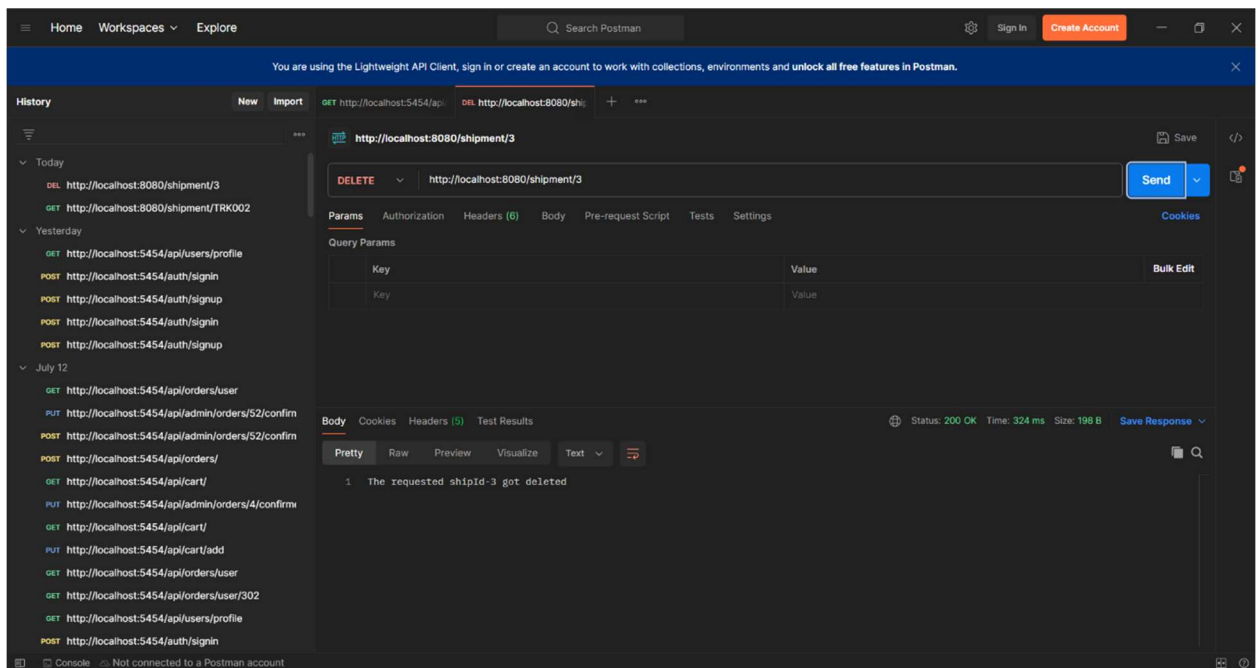 Home Workspaces Explore Search Postman Sign In Create Account
You are using the Lightweight API Client, sign in or create an account to work with collections, environments and unlock all free features in Postman.
History New Import GET http://localhost:5454/api DEL http://localhost:8080/ship
HTTP http://localhost:8080/shipment/3 Save
Today
DEL http://localhost:8080/shipment/3
GET http://localhost:8080/shipment/TRK002
Yesterday
GET http://localhost:5454/api/users/profile
POST http://localhost:5454/auth/signin
POST http://localhost:5454/auth/signup
POST http://localhost:5454/auth/signin
POST http://localhost:5454/auth/signup
July 12
GET http://localhost:5454/api/orders/user
PUT http://localhost:5454/api/admin/orders/52/confirn
POST http://localhost:5454/api/admin/orders/52/confirn
POST http://localhost:5454/api/orders/
GET http://localhost:5454/api/cart/
PUT http://localhost:5454/api/admin/orders/4/confirm
GET http://localhost:5454/api/cart/
PUT http://localhost:5454/api/cart/add
GET http://localhost:5454/api/orders/user
GET http://localhost:5454/api/orders/user/302
GET http://localhost:5454/api/users/profile
POST http://localhost:5454/auth/signin
DELETE http://localhost:8080/shipment/3 Send
Params Authorization Headers (6) Body Pre-request Script Tests Settings Cookies
Query Params
Key Value Bulk Edit
Key Value
Body Cookies Headers (5) Test Results Status: 200 OK Time: 324 ms Size: 198 B Save Response
Pretty Raw Preview Visualize Text
1 The requested shipId-3 got deleted
Console Not connected to a Postman account